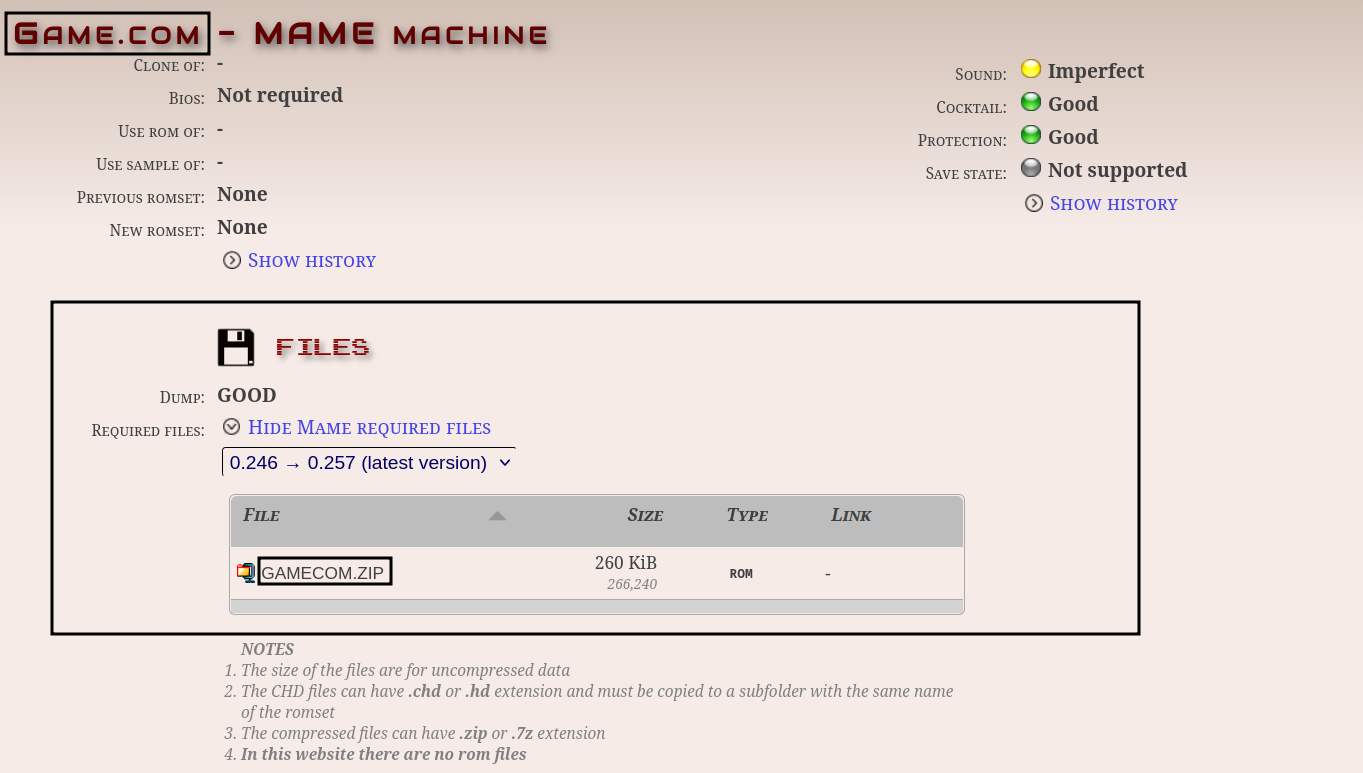 Game.com - MAME machine
Clone of: -
Bios: Not required
Use rom of: -
Use sample of: -
Previous romset: None
New romset: None
Show history
Sound: Imperfect
Cocktail: Good
Protection: Good
Save state: Not supported
Show history
FILES
Dump: GOOD
Required files: Hide Mame required files
0.246 → 0.257 (latest version)
File Size Type Link
GAMECOM.ZIP 260 KiB ROM -
266,240
NOTES
1. The size of the files are for uncompressed data
2. The CHD files can have .chd or .hd extension and must be copied to a subfolder with the same name
of the romset
3. The compressed files can have .zip or .7z extension
4. In this website there are no rom files